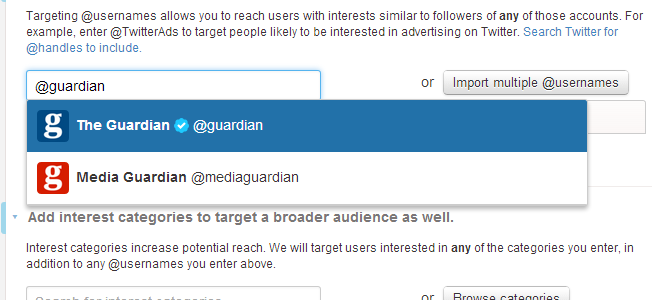 Targeting @usernames allows you to reach users with interests similar to followers of any of those accounts. For
example, enter @TwitterAds to target people likely to be interested in advertising on Twitter. Search Twitter for
@handles to include.
@guardian or Import multiple @usernames
g The Guardian @guardian
g Media Guardian @mediaguardian
Add interest categories to target a broader audience as well.
Interest categories increase potential reach. We will target users interested in any of the categories you enter, in
addition to any @usernames you enter above.
Search for interest categories or Browse categories